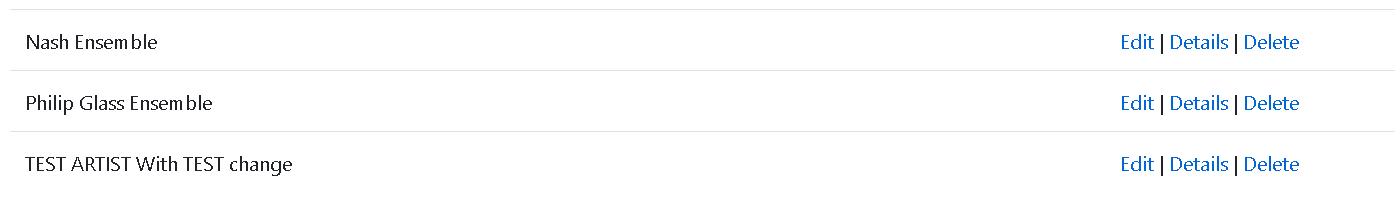 Nash Ensemble Edit | Details | Delete
Philip Glass Ensemble Edit | Details | Delete
TEST ARTIST With TEST change Edit | Details | Delete